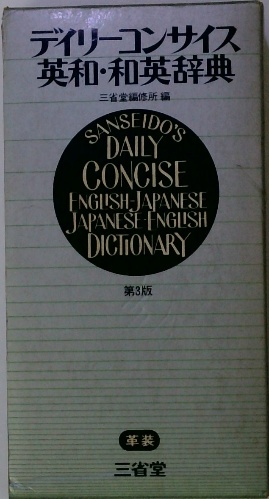 デイリーコンサイス
英和・和英辞典
三省堂編修所 編
SANSEIDO'S
DAILY
CONCISE
ENGLISH-JAPANESE
JAPANESE-ENGLISH
DICTIONARY
第3版
革装
三省堂